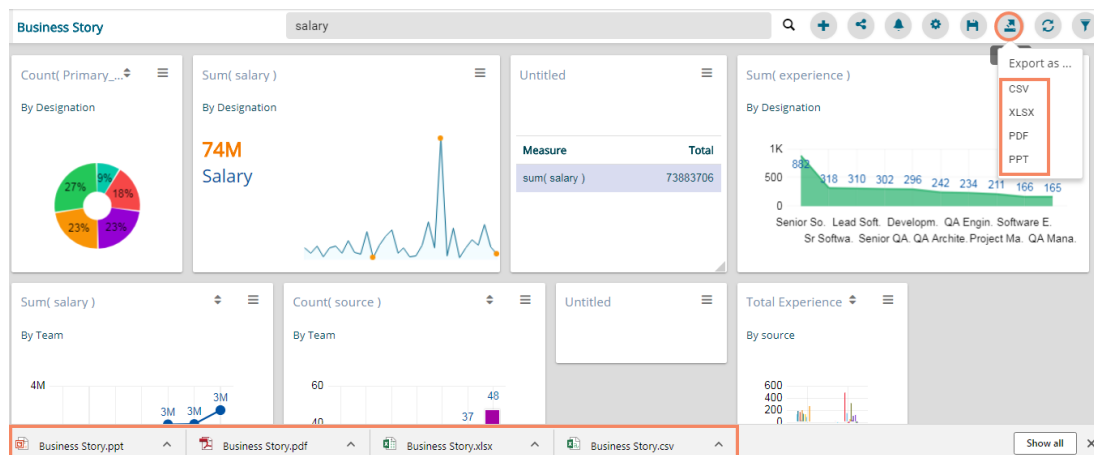 Business Story
salary
Export as ...
CSV
XLSX
PDF
PPT
Count( Primary_...
By Designation
27%
9%
18%
23%
23%
Sum( salary )
By Designation
74M
Salary
Untitled
Measure Total
sum( salary ) 73883706
Sum( experience )
By Designation
1K
500
0
882 318 310 302 296 242 234 211 166 165
Senior So. Lead Soft. Developm. QA Engin. Software E.
Sr Softwa. Senior QA. QA Archite. Project Ma. QA Mana.
Sum( salary )
By Team
4M
3M 3M 3M
Count( source )
By Team
60
40
37
48
Untitled
Total Experience
By source
600
400
200
Business Story.ppt
Business Story.pdf
Business Story.xlsx
Business Story.csv
Show all